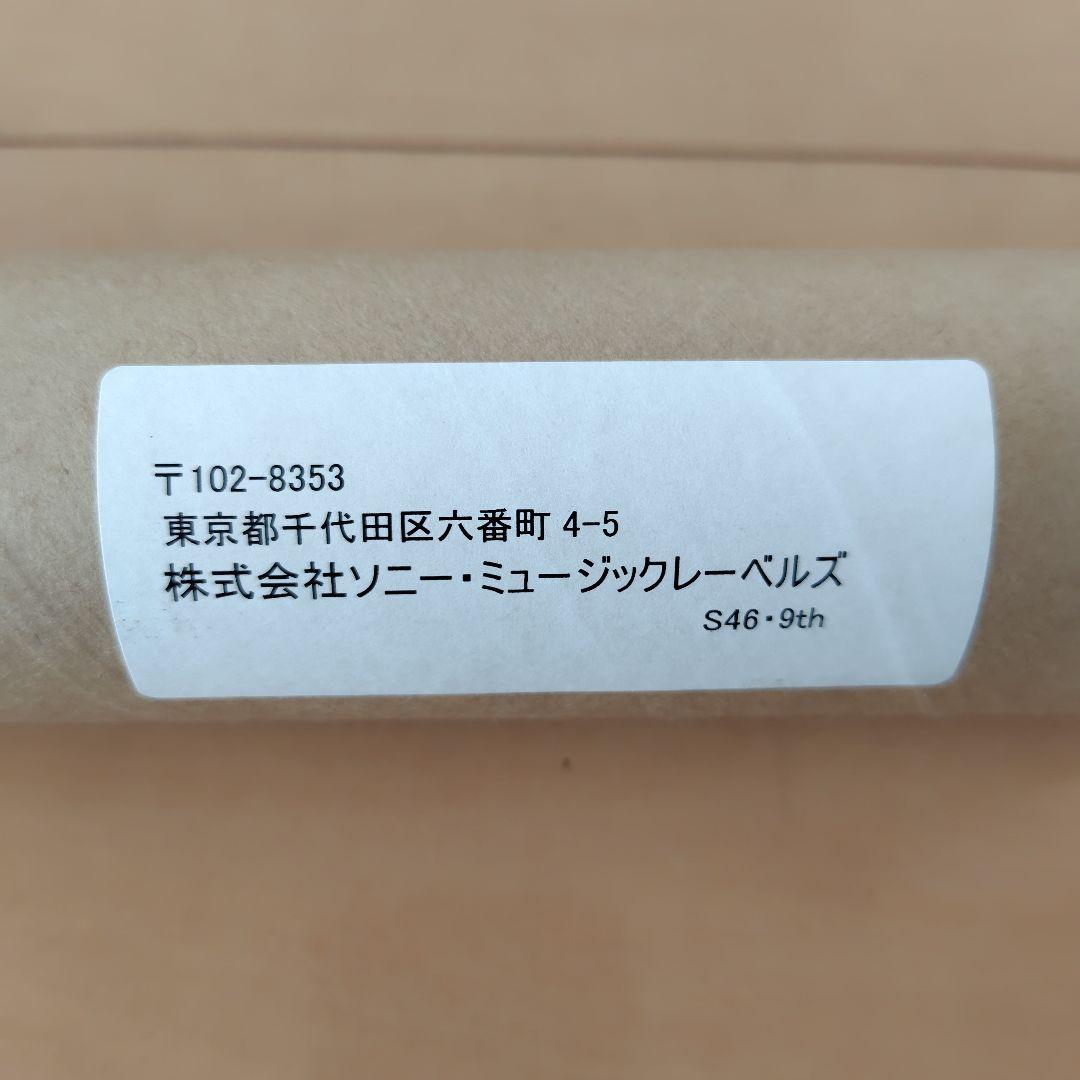 〒102-8353
東京都千代田区六番町 4-5
株式会社ソニー・ミュージックレーベルズ
S46・9th